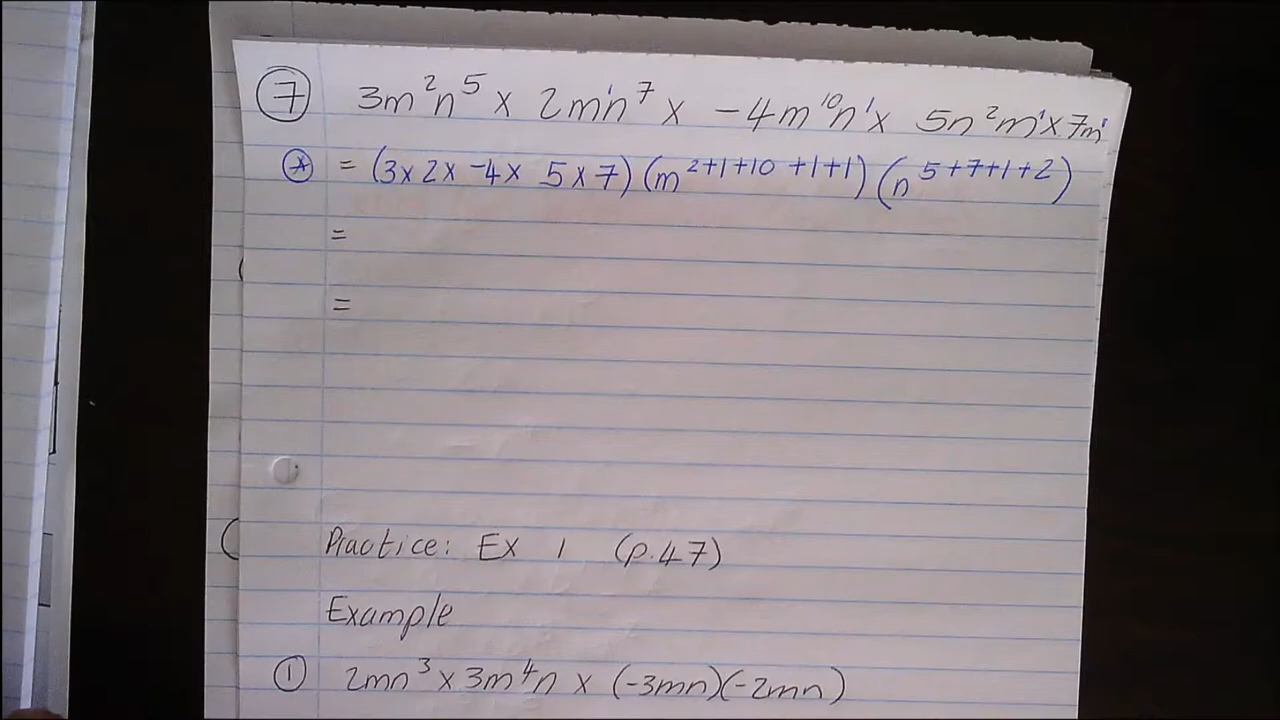 ⑦ 3m²n⁵ x 2m¹n⁷ x -4m¹⁰n¹ x 5n²m¹ x 7m¹
Ⓐ = (3 x 2 x -4 x 5 x 7) (m²⁺¹⁺¹⁰⁺¹⁺¹) (n⁵⁺⁷⁺¹⁺²)
=
=
Practice: EX 1 (p.47)
Example
① 2mn³ x 3m⁴n x (-3mn)(-2mn)